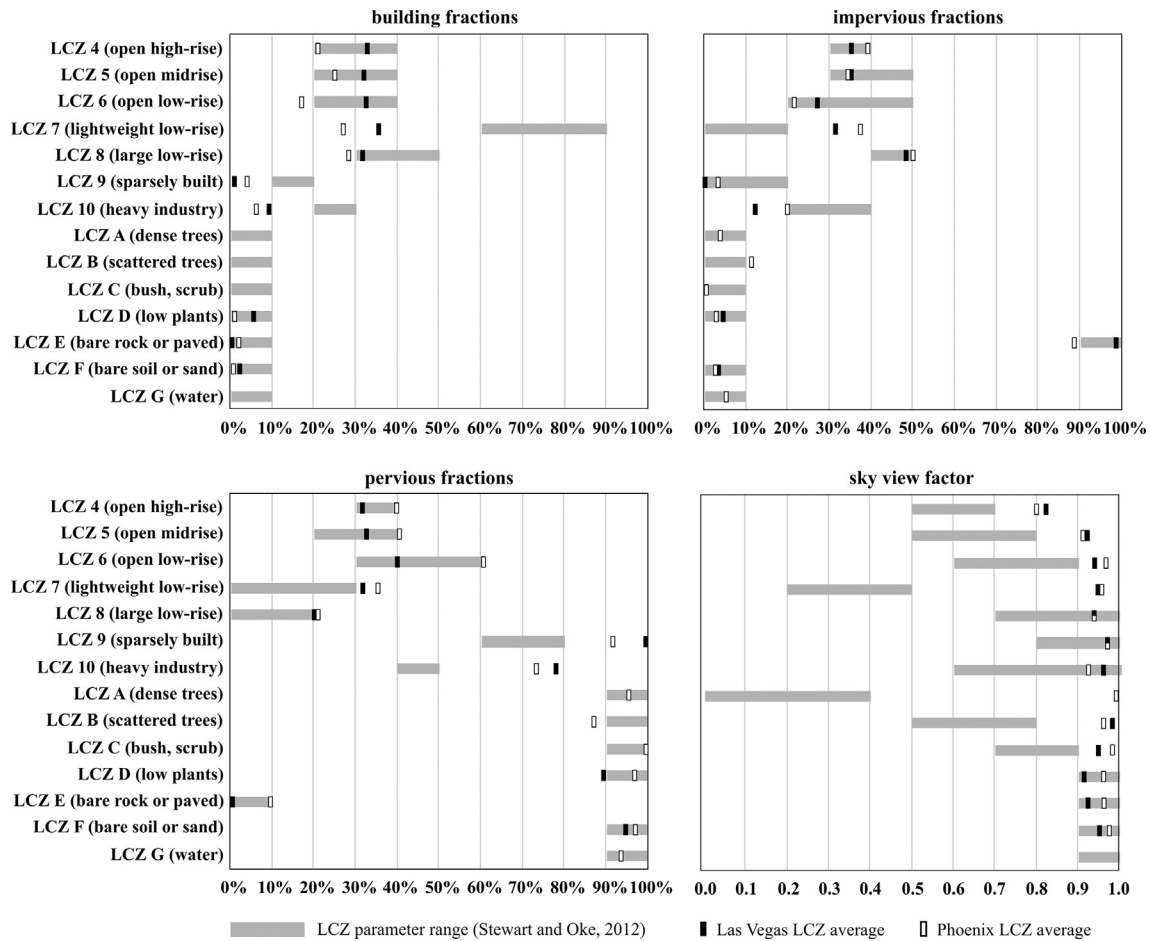 building fractions
impervious fractions
LCZ 4 (open high-rise)
LCZ 5 (open midrise)
LCZ 6 (open low-rise)
LCZ 7 (lightweight low-rise)
LCZ 8 (large low-rise)
LCZ 9 (sparsely built)
LCZ 10 (heavy industry)
LCZ A (dense trees)
LCZ B (scattered trees)
LCZ C (bush, scrub)
LCZ D (low plants)
LCZ E (bare rock or paved)
LCZ F (bare soil or sand)
LCZ G (water)
0% 10% 20% 30% 40% 50% 60% 70% 80% 90% 100%
0% 10% 20% 30% 40% 50% 60% 70% 80% 90% 100%
pervious fractions
sky view factor
LCZ 4 (open high-rise)
LCZ 5 (open midrise)
LCZ 6 (open low-rise)
LCZ 7 (lightweight low-rise)
LCZ 8 (large low-rise)
LCZ 9 (sparsely built)
LCZ 10 (heavy industry)
LCZ A (dense trees)
LCZ B (scattered trees)
LCZ C (bush, scrub)
LCZ D (low plants)
LCZ E (bare rock or paved)
LCZ F (bare soil or sand)
LCZ G (water)
0% 10% 20% 30% 40% 50% 60% 70% 80% 90% 100%
0.0 0.1 0.2 0.3 0.4 0.5 0.6 0.7 0.8 0.9 1.0
LCZ parameter range (Stewart and Oke, 2012)
Las Vegas LCZ average
Phoenix LCZ average